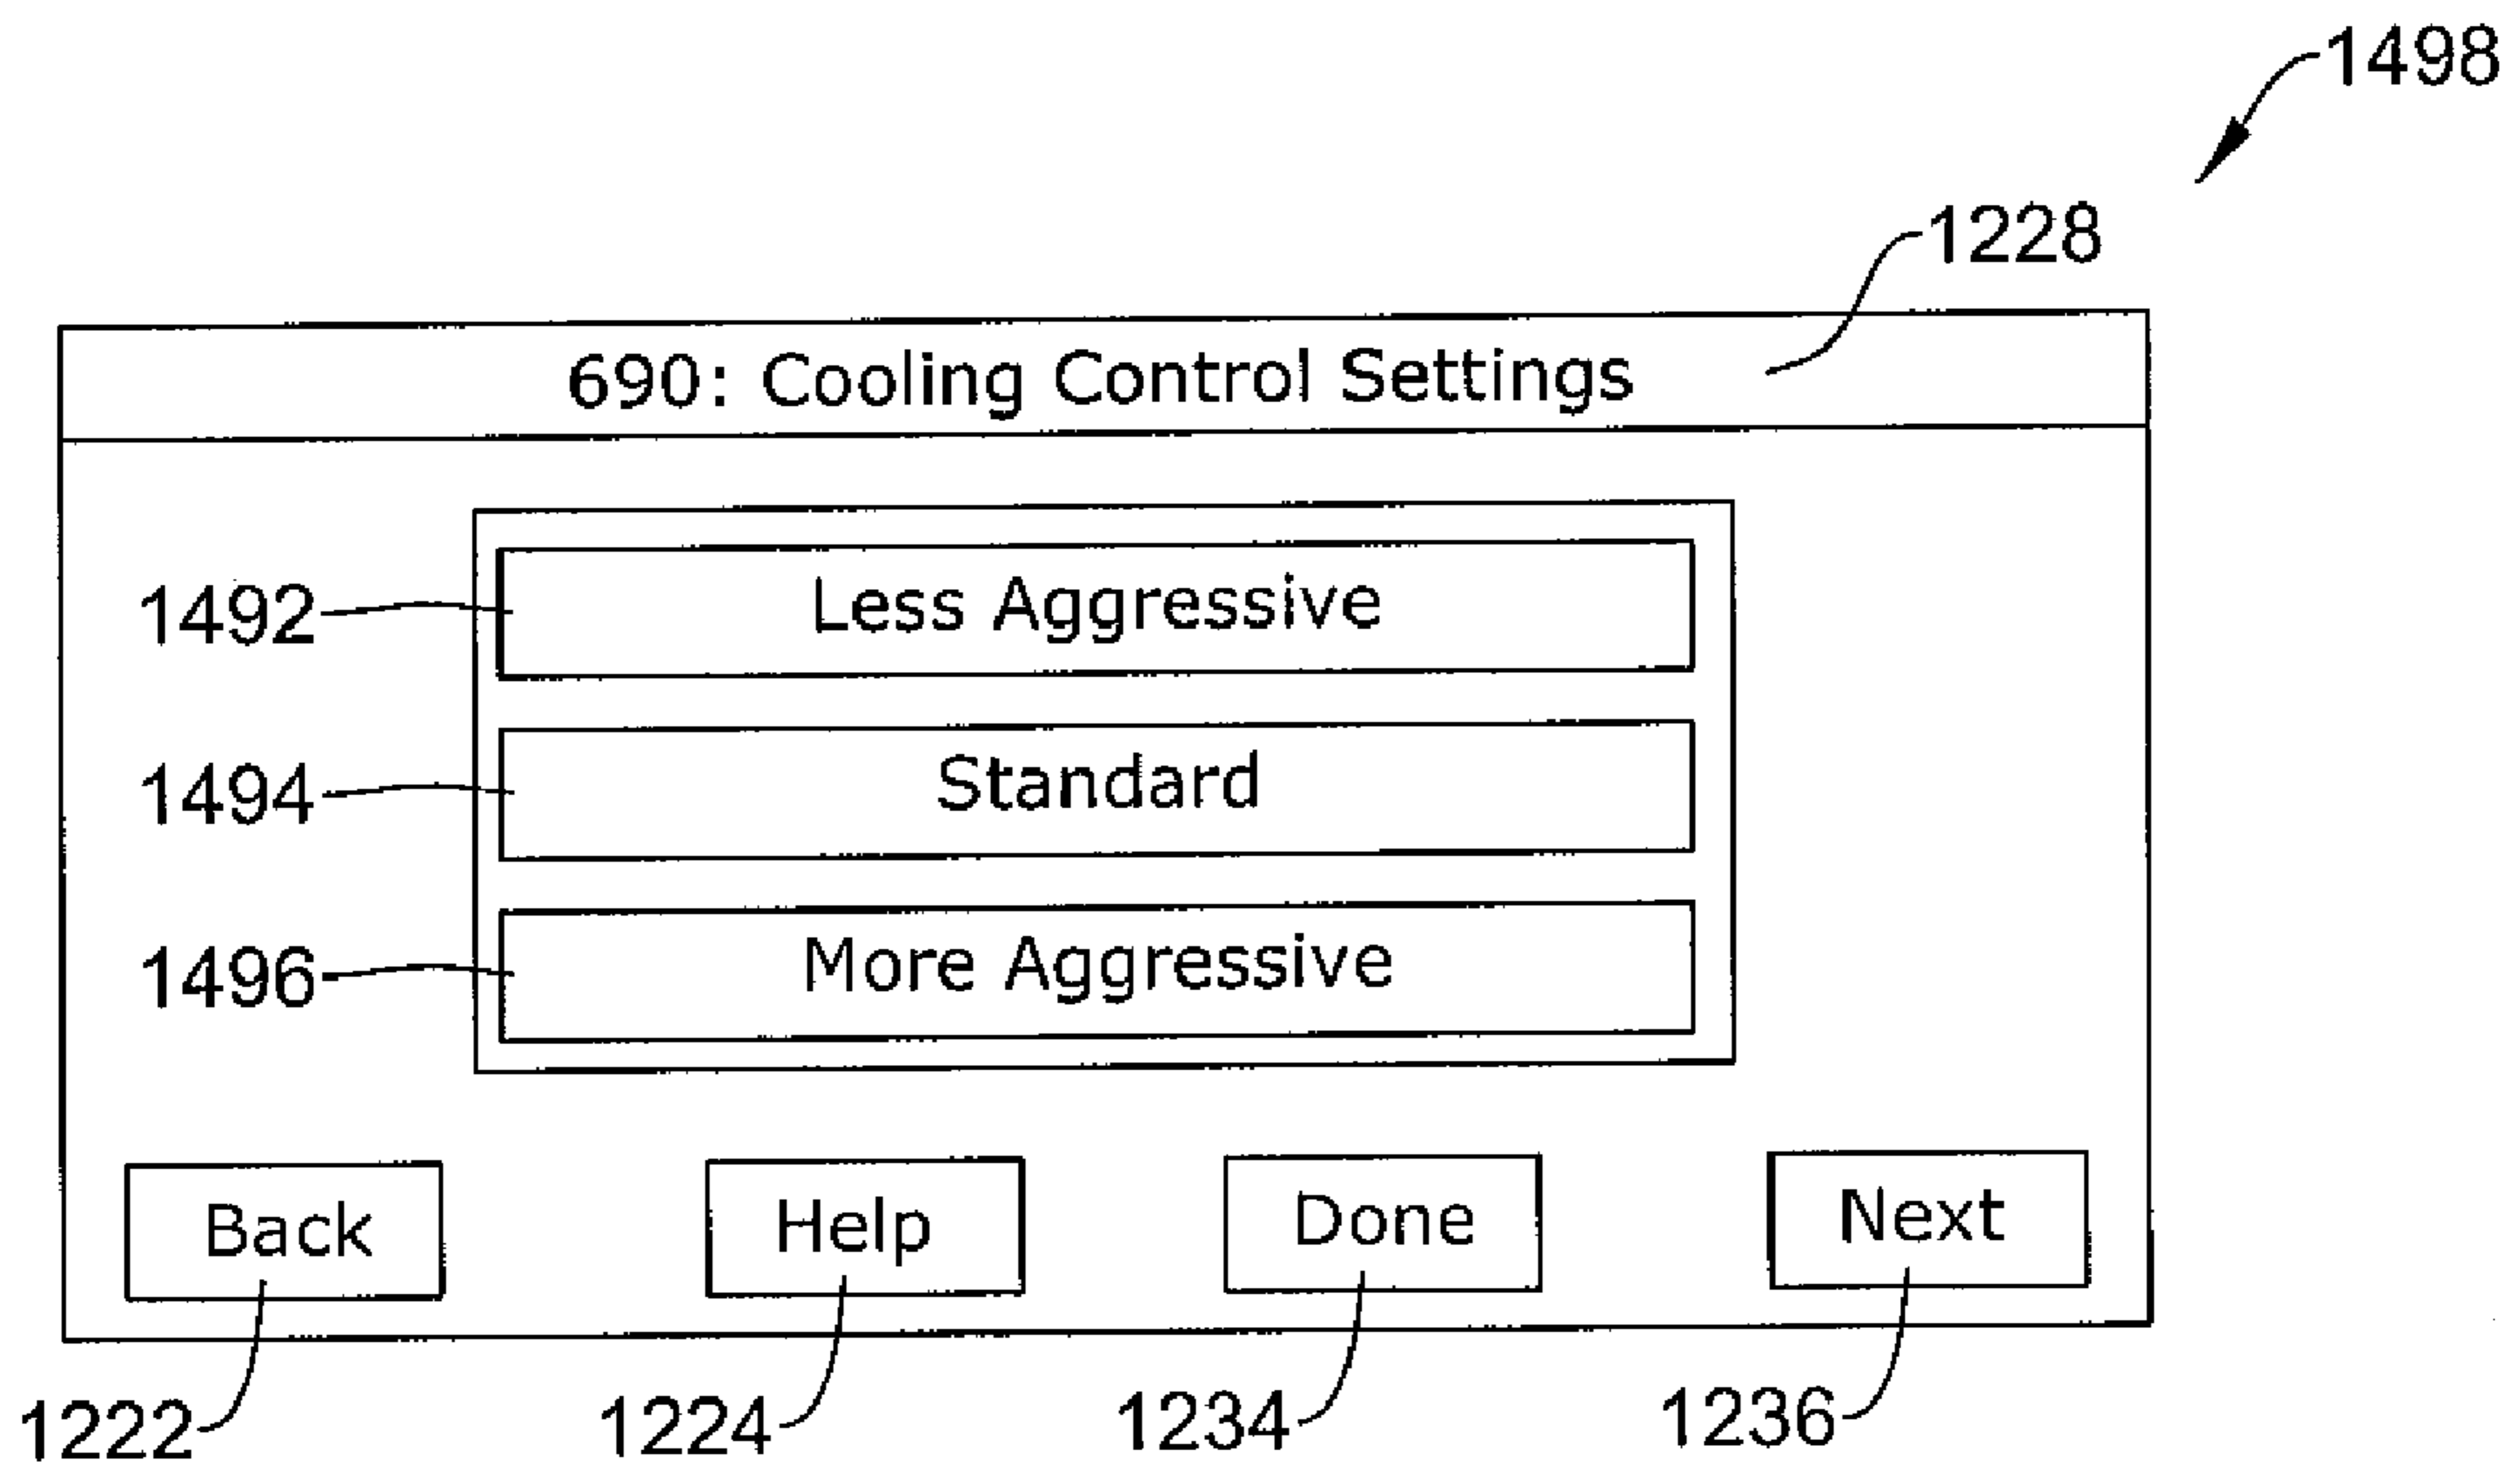 1498
1228
690: Cooling Control Settings
1492 Less Aggressive
1494 Standard
1496 More Aggressive
Back Help Done Next
1222 1224 1234 1236